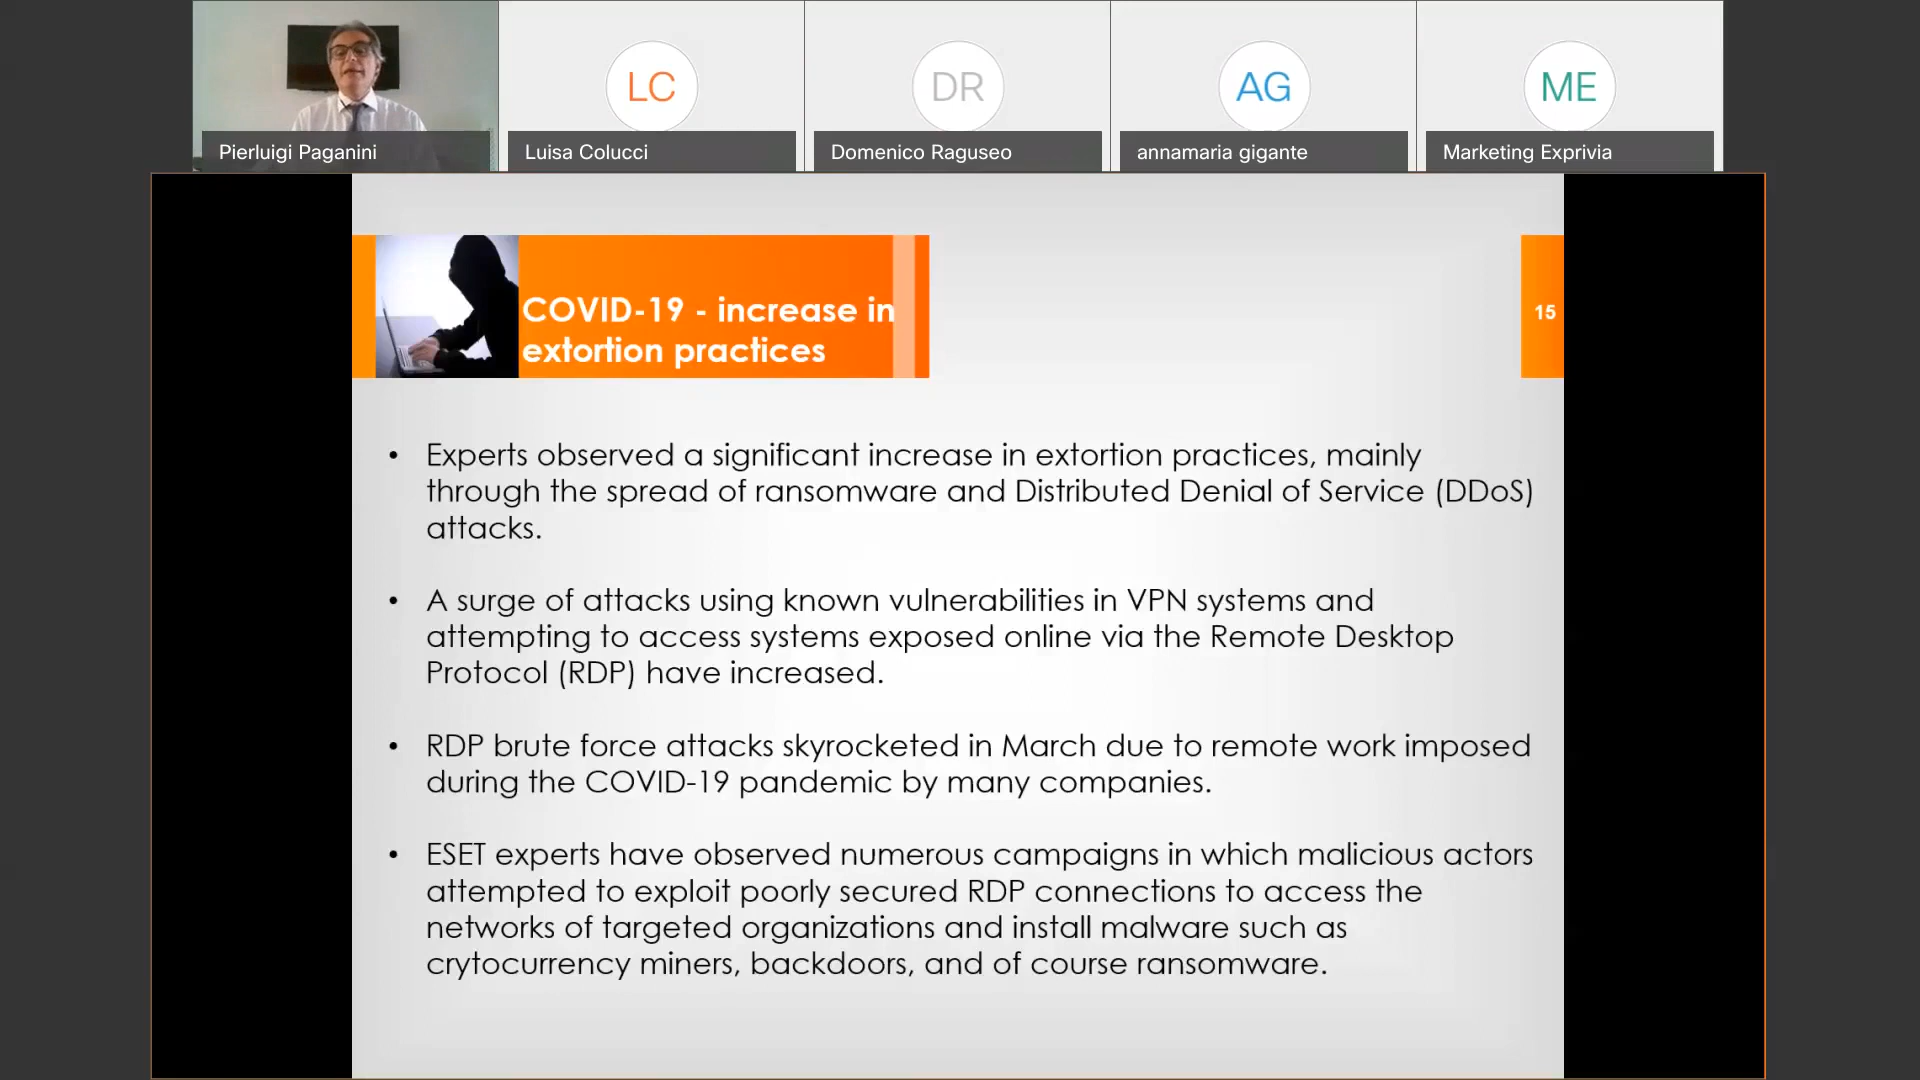 LC
DR
AG
ME
Pierluigi Paganini
Luisa Colucci
Domenico Raguseo
annamaria gigante
Marketing Exprivia
COVID-19 - increase in
extortion practices
15
• Experts observed a significant increase in extortion practices, mainly
through the spread of ransomware and Distributed Denial of Service (DDoS)
attacks.
• A surge of attacks using known vulnerabilities in VPN systems and
attempting to access systems exposed online via the Remote Desktop
Protocol (RDP) have increased.
• RDP brute force attacks skyrocketed in March due to remote work imposed
during the COVID-19 pandemic by many companies.
• ESET experts have observed numerous campaigns in which malicious actors
attempted to exploit poorly secured RDP connections to access the
networks of targeted organizations and install malware such as
crytocurrency miners, backdoors, and of course ransomware.